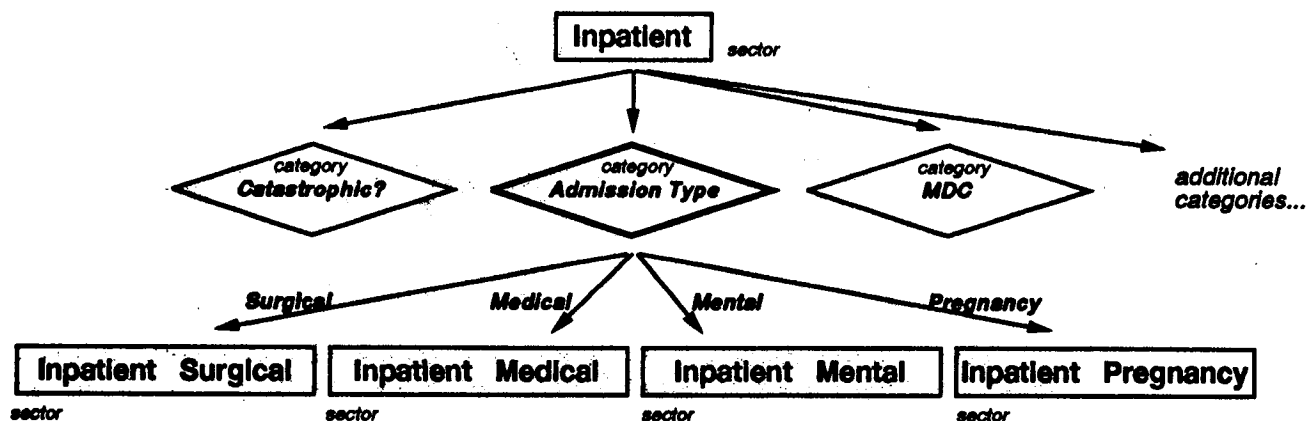 Inpatient
sector
category
Catastrophic?
category
Admission Type
category
MDC
additional
categories...
Surgical
Medical
Mental
Pregnancy
Inpatient Surgical
Inpatient Medical
Inpatient Mental
Inpatient Pregnancy
sector
sector
sector
sector